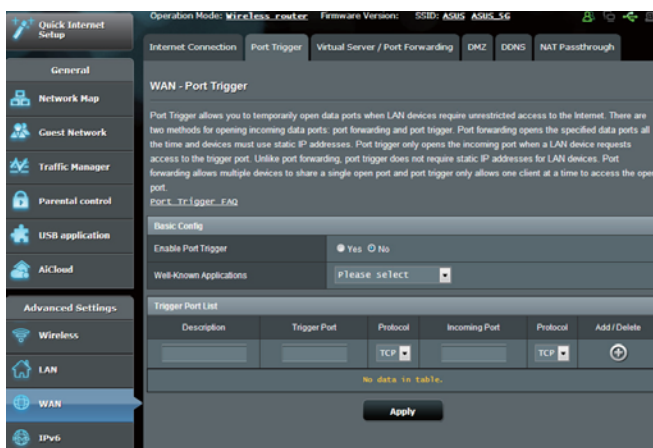 Quick Internet
Setup
Operation Mode: Wireless router Firmware Version: SSID: ASUS ASUS_5G
Internet Connection Port Trigger Virtual Server / Port Forwarding DMZ DDNS NAT Passthrough
General
Network Map
Guest Network
Traffic Manager
Parental control
USB application
AiCloud
Advanced Settings
Wireless
LAN
WAN
IPv6
WAN - Port Trigger
Port Trigger allows you to temporarily open data ports when LAN devices require unrestricted access to the Internet. There are
two methods for opening incoming data ports: port forwarding and port trigger. Port forwarding opens the specified data ports all
the time and devices must use static IP addresses. Port trigger only opens the incoming port when a LAN device requests
access to the trigger port. Unlike port forwarding, port trigger does not require static IP addresses for LAN devices. Port
forwarding allows multiple devices to share a single open port and port trigger only allows one client at a time to access the open
port.
Port Trigger FAQ
Basic Config
Enable Port Trigger Yes No
Well-Known Applications Please select
Trigger Port List
Description Trigger Port Protocol Incoming Port Protocol Add / Delete
TCP TCP
No data in table.
Apply